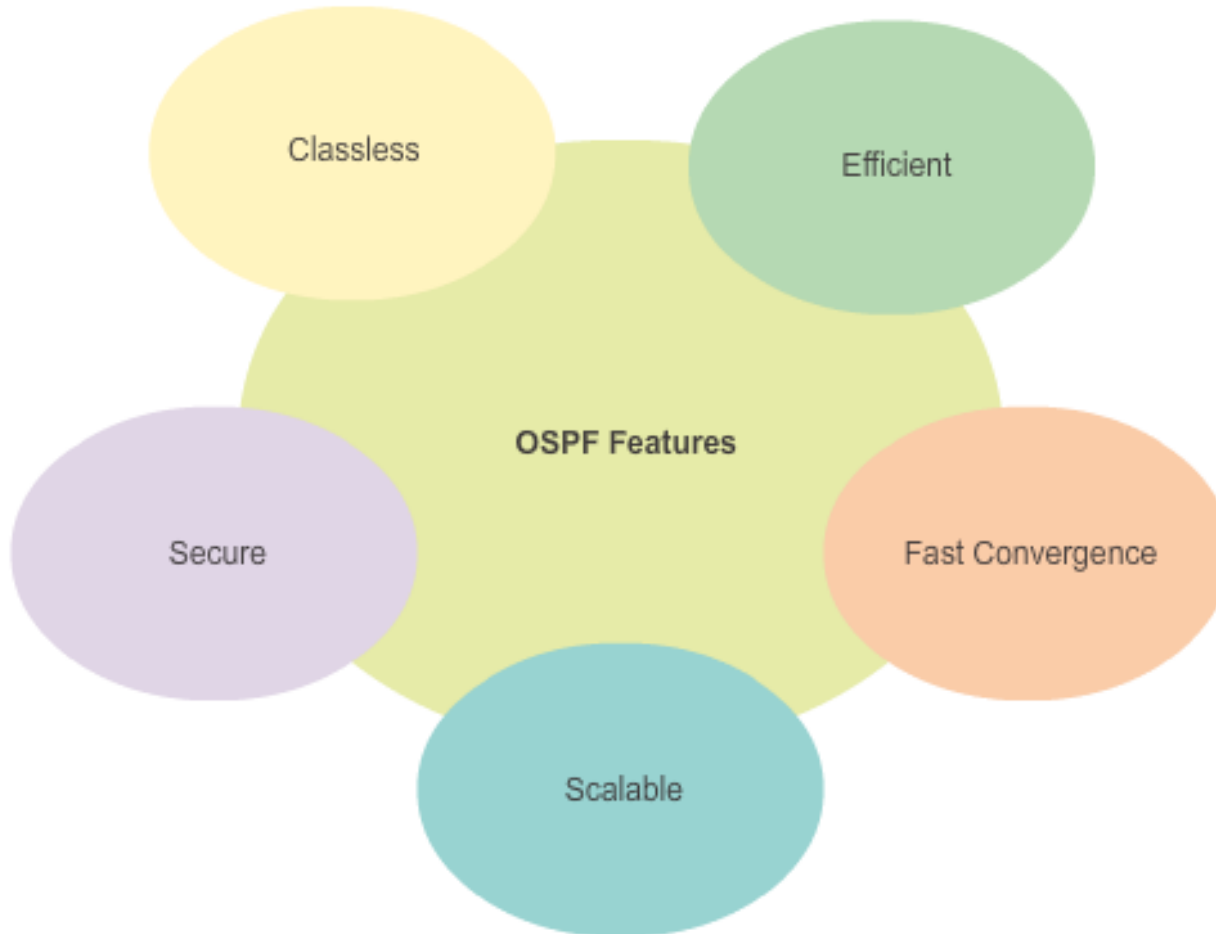 Classless
Efficient
OSPF Features
Secure
Fast Convergence
Scalable